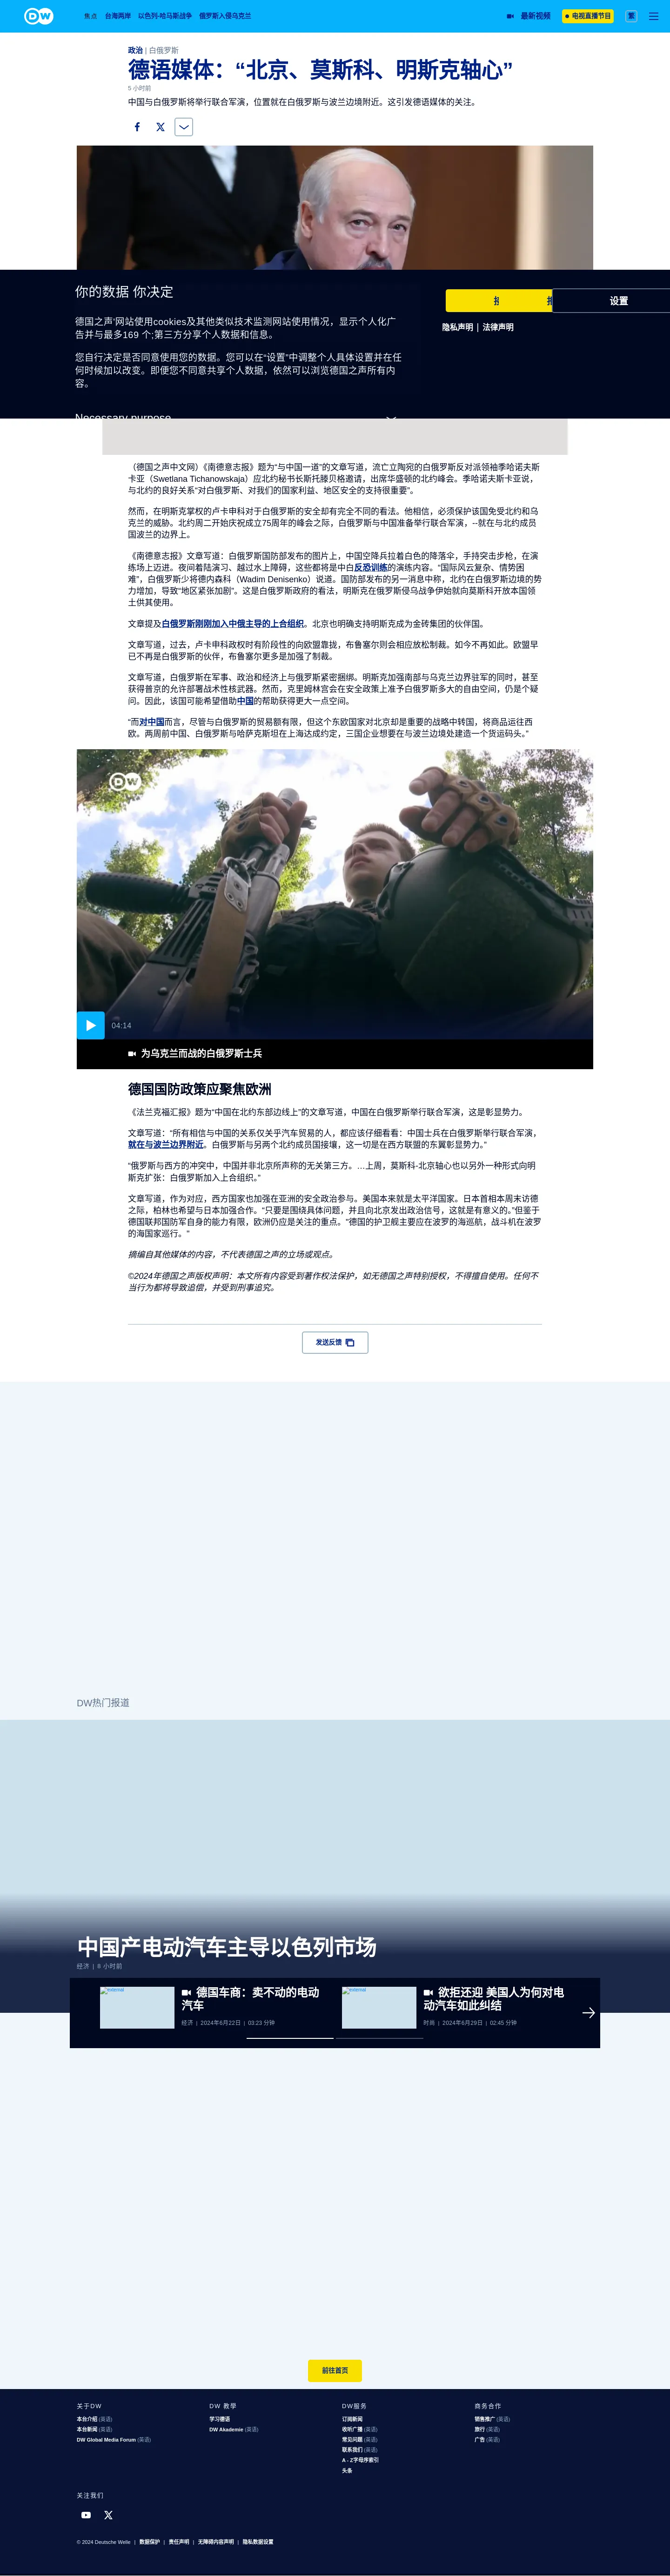 DW
焦点 台海两岸 以色列-哈马斯战争 俄罗斯入侵乌克兰
最新视频 电视直播节目 繁
政治 | 白俄罗斯
德语媒体：“北京、莫斯科、明斯克轴心”
5 小时前
中国与白俄罗斯将举行联合军演，位置就在白俄罗斯与波兰边境附近。这引发德语媒体的关注。
你的数据 你决定
德国之声'网站使用cookies及其他类似技术监测网站使用情况，显示个人化广
告并与最多169 个;第三方分享个人数据和信息。
您自行决定是否同意使用您的数据。您可以在“设置”中调整个人具体设置并在任
何时候加以改变。即便您不同意共享个人数据，依然可以浏览德国之声所有内
容。
Necessary purpose
设置
隐私声明 | 法律声明
（德国之声中文网）《南德意志报》题为“与中国一道”的文章写道，流亡立陶宛的白俄罗斯反对派领袖季哈诺夫斯
卡亚（Swetlana Tichanowskaja）应北约秘书长斯托滕贝格邀请，出席华盛顿的北约峰会。季哈诺夫斯卡亚说，
与北约的良好关系“对白俄罗斯、对我们的国家利益、地区安全的支持很重要”。
然而，在明斯克掌权的卢卡申科对于白俄罗斯的安全却有完全不同的看法。他相信，必须保护该国免受北约和乌
克兰的威胁。北约周二开始庆祝成立75周年的峰会之际，白俄罗斯与中国准备举行联合军演，--就在与北约成员
国波兰的边界上。
《南德意志报》文章写道：白俄罗斯国防部发布的图片上，中国空降兵拉着白色的降落伞，手持突击步枪，在演
练场上迈进。夜间着陆演习、越过水上障碍，这些都将是中白反恐训练的演练内容。“国际风云复杂、情势困
难”，白俄罗斯少将德内森科（Wadim Denisenko）说道。国防部发布的另一消息中称，北约在白俄罗斯边境的势
力增加，导致“地区紧张加剧”。这是白俄罗斯政府的看法，明斯克在俄罗斯侵乌战争伊始就向莫斯科开放本国领
土供其使用。
文章提及白俄罗斯刚刚加入中俄主导的上合组织。北京也明确支持明斯克成为金砖集团的伙伴国。
文章写道，过去，卢卡申科政权时有阶段性的向欧盟靠拢，布鲁塞尔则会相应放松制裁。如今不再如此。欧盟早
已不再是白俄罗斯的伙伴，布鲁塞尔更多是加强了制裁。
文章写道，白俄罗斯在军事、政治和经济上与俄罗斯紧密捆绑。明斯克加强南部与乌克兰边界驻军的同时，甚至
获得普京的允许部署战术性核武器。然而，克里姆林宫会在安全政策上准予白俄罗斯多大的自由空间，仍是个疑
问。因此，该国可能希望借助中国的帮助获得更大一点空间。
“而对中国而言，尽管与白俄罗斯的贸易额有限，但这个东欧国家对北京却是重要的战略中转国，将商品运往西
欧。两周前中国、白俄罗斯与哈萨克斯坦在上海达成约定，三国企业想要在与波兰边境处建造一个货运码头。”
DW
04:14
为乌克兰而战的白俄罗斯士兵
德国国防政策应聚焦欧洲
《法兰克福汇报》题为“中国在北约东部边线上”的文章写道，中国在白俄罗斯举行联合军演，这是彰显势力。
文章写道：“所有相信与中国的关系仅关乎汽车贸易的人，都应该仔细看看：中国士兵在白俄罗斯举行联合军演，
就在与波兰边界附近。白俄罗斯与另两个北约成员国接壤，这一切是在西方联盟的东翼彰显势力。”
“俄罗斯与西方的冲突中，中国并非北京所声称的无关第三方。…上周，莫斯科-北京轴心也以另外一种形式向明
斯克扩张：白俄罗斯加入上合组织。”
文章写道，作为对应，西方国家也加强在亚洲的安全政治参与。美国本来就是太平洋国家。日本首相本周末访德
之际，柏林也希望与日本加强合作。“只要是围绕具体问题，并且向北京发出政治信号，这就是有意义的。”但鉴于
德国联邦国防军自身的能力有限，欧洲仍应是关注的重点。“德国的护卫舰主要应在波罗的海巡航，战斗机在波罗
的海国家巡行。”
摘编自其他媒体的内容，不代表德国之声的立场或观点。
©2024年德国之声版权声明：本文所有内容受到著作权法保护，如无德国之声特别授权，不得擅自使用。任何不
当行为都将导致追偿，并受到刑事追究。
发送反馈
DW热门报道
中国产电动汽车主导以色列市场
经济 | 8 小时前
external
德国车商：卖不动的电动
汽车
经济 | 2024年6月22日 | 03:23 分钟
external
欲拒还迎 美国人为何对电
动汽车如此纠结
时尚 | 2024年6月29日 | 02:45 分钟
前往首页
关于DW
本台介绍 (英语)
本台新闻 (英语)
DW Global Media Forum (英语)
DW 教學
学习德语
DW Akademie (英语)
DW服务
订阅新闻
收听广播 (英语)
常见问题 (英语)
联系我们 (英语)
A - Z字母序索引
头条
商务合作
销售推广 (英语)
旅行 (英语)
广告 (英语)
关注我们
© 2024 Deutsche Welle | 数据保护 | 责任声明 | 无障碍内容声明 | 隐私数据设置